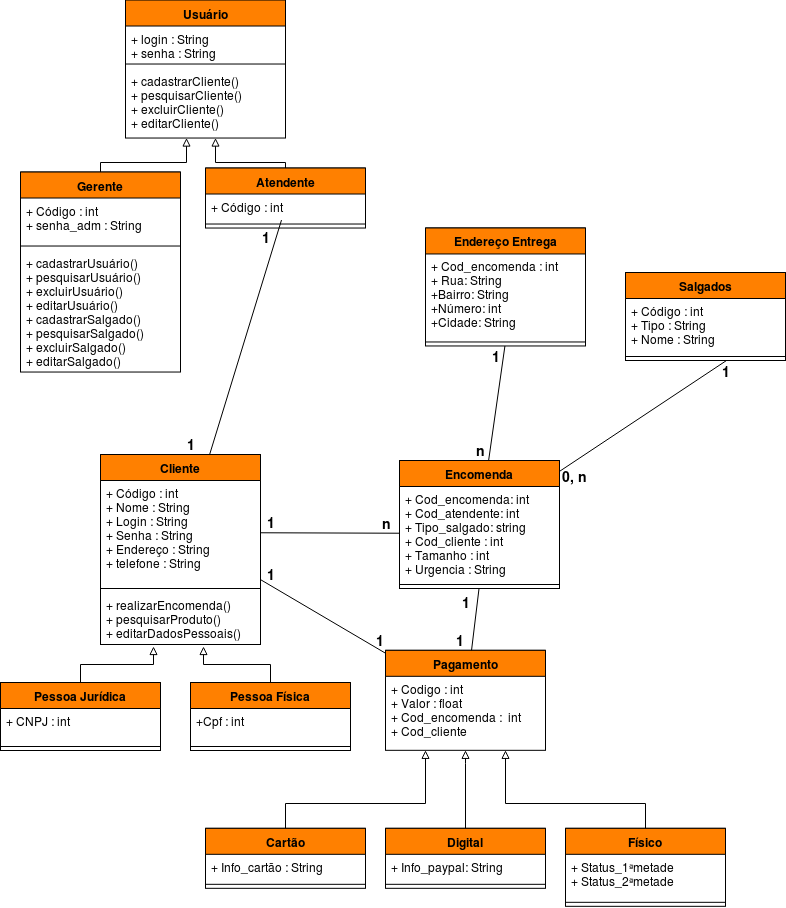 Usuário
+ login : String
+ senha : String
+ cadastrarCliente()
+ pesquisarCliente()
+ excluirCliente()
+ editarCliente()
Gerente
+ Código : int
+ senha_adm : String
+ cadastrarUsuário()
+ pesquisarUsuário()
+ excluirUsuário()
+ editarUsuário()
+ cadastrarSalgado()
+ pesquisarSalgado()
+ excluirSalgado()
+ editarSalgado()
Atendente
+ Código : int
1
1
Endereço Entrega
+ Cod_encomenda : int
+ Rua: String
+Bairro: String
+Número: int
+Cidade: String
1
n
Salgados
+ Código : int
+ Tipo : String
+ Nome : String
1
0, n
Cliente
+ Código : int
+ Nome : String
+ Login : String
+ Senha : String
+ Endereço : String
+ telefone : String
+ realizarEncomenda()
+ pesquisarProduto()
+ editarDadosPessoais()
1
n
1
1
Encomenda
+ Cod_encomenda: int
+ Cod_atendente: int
+ Tipo_salgado: string
+ Cod_cliente : int
+ Tamanho : int
+ Urgencia : String
1
1
Pessoa Jurídica
+ CNPJ : int
Pessoa Física
+Cpf : int
Pagamento
+ Codigo : int
+ Valor : float
+ Cod_encomenda :  int
+ Cod_cliente
Cartão
+ Info_cartão : String
Digital
+ Info_paypal: String
Físico
+ Status_1ªmetade
+ Status_2ªmetade